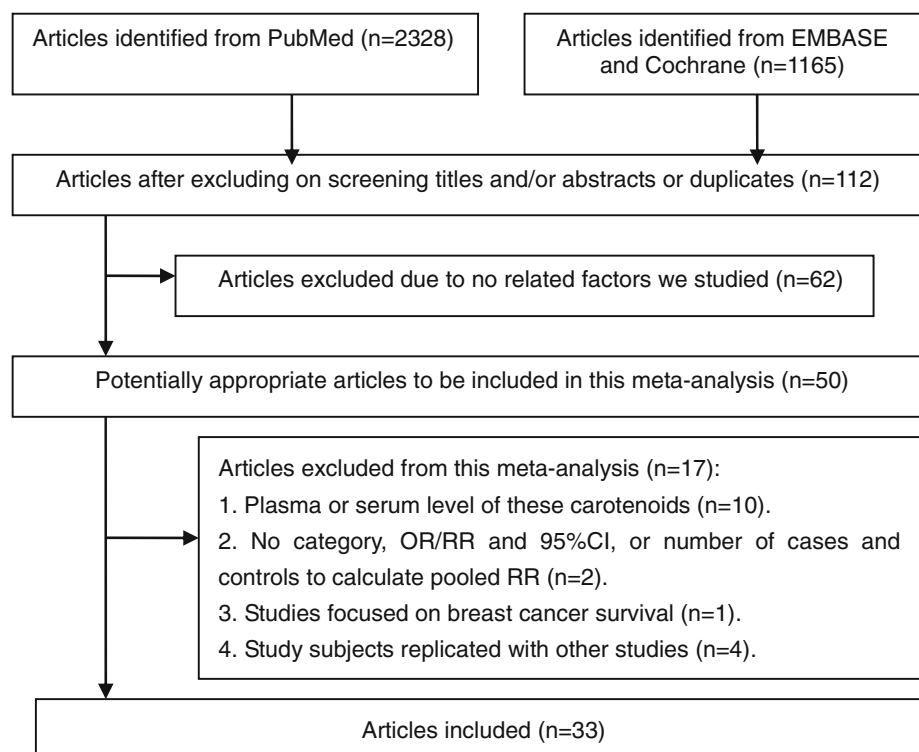 Articles identified from PubMed (n=2328)
Articles identified from EMBASE
and Cochrane (n=1165)
Articles after excluding on screening titles and/or abstracts or duplicates (n=112)
Articles excluded due to no related factors we studied (n=62)
Potentially appropriate articles to be included in this meta-analysis (n=50)
Articles excluded from this meta-analysis (n=17):
1. Plasma or serum level of these carotenoids (n=10).
2. No category, OR/RR and 95%CI, or number of cases and
controls to calculate pooled RR (n=2).
3. Studies focused on breast cancer survival (n=1).
4. Study subjects replicated with other studies (n=4).
Articles included (n=33)